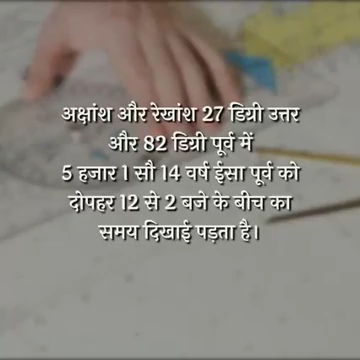 अक्षांश और रेखांश 27 डिग्री उत्तर
और 82 डिग्री पूर्व में
5 हजार 1 सौ 14 वर्ष ईसा पूर्व को
दोपहर 12 से 2 बजे के बीच का
समय दिखाई पड़ता है।